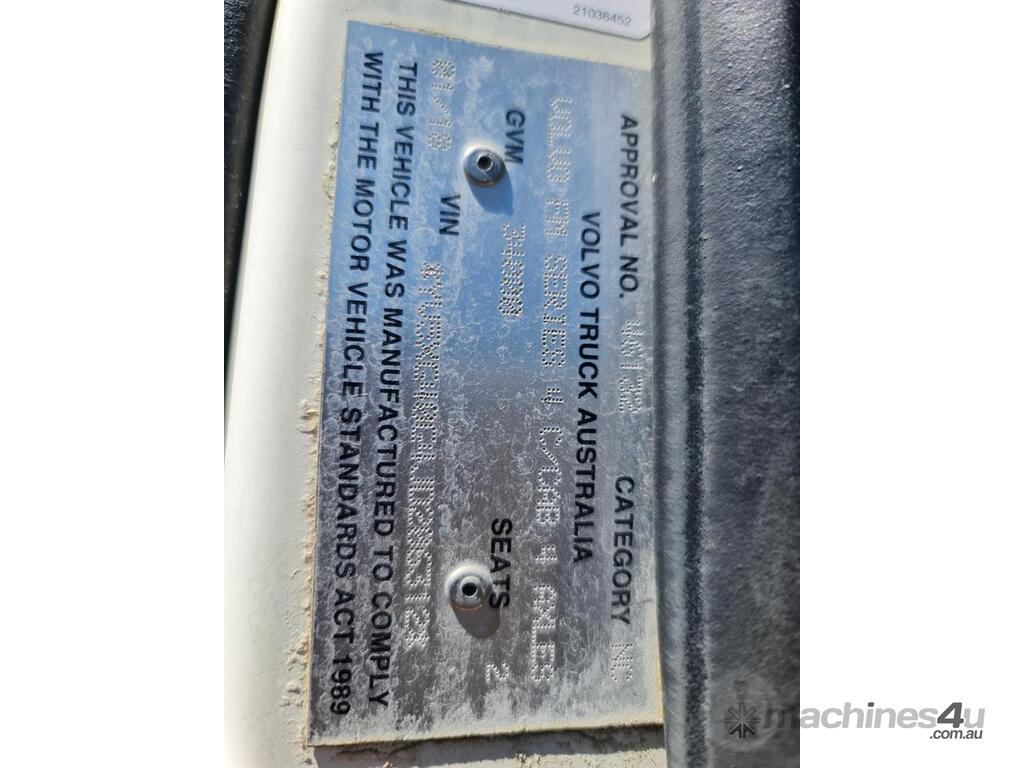 21036452
APPROVAL NO. 46132 CATEGORY NC
VOLVO TRUCK AUSTRALIA
VOLVO FM SERIES 4 C/CAB 4 AXLES
GVM 34000 SEATS 2
01/18 VIN
THIS VEHICLE WAS MANUFACTURED TO COMPLY
WITH THE MOTOR VEHICLE STANDARDS ACT 1989
machines4u
.com.au